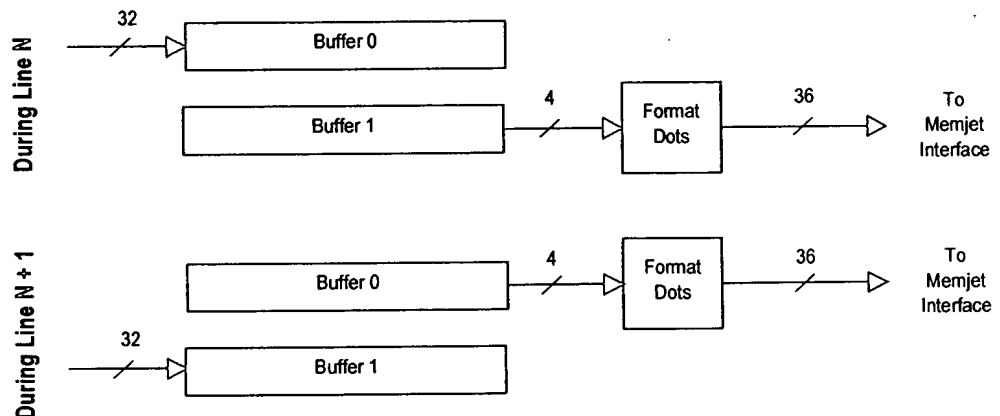 During Line N
32
Buffer 0
Buffer 1
4
Format
Dots
36
To
Memjet
Interface
During Line N + 1
Buffer 0
4
Format
Dots
36
To
Memjet
Interface
32
Buffer 1